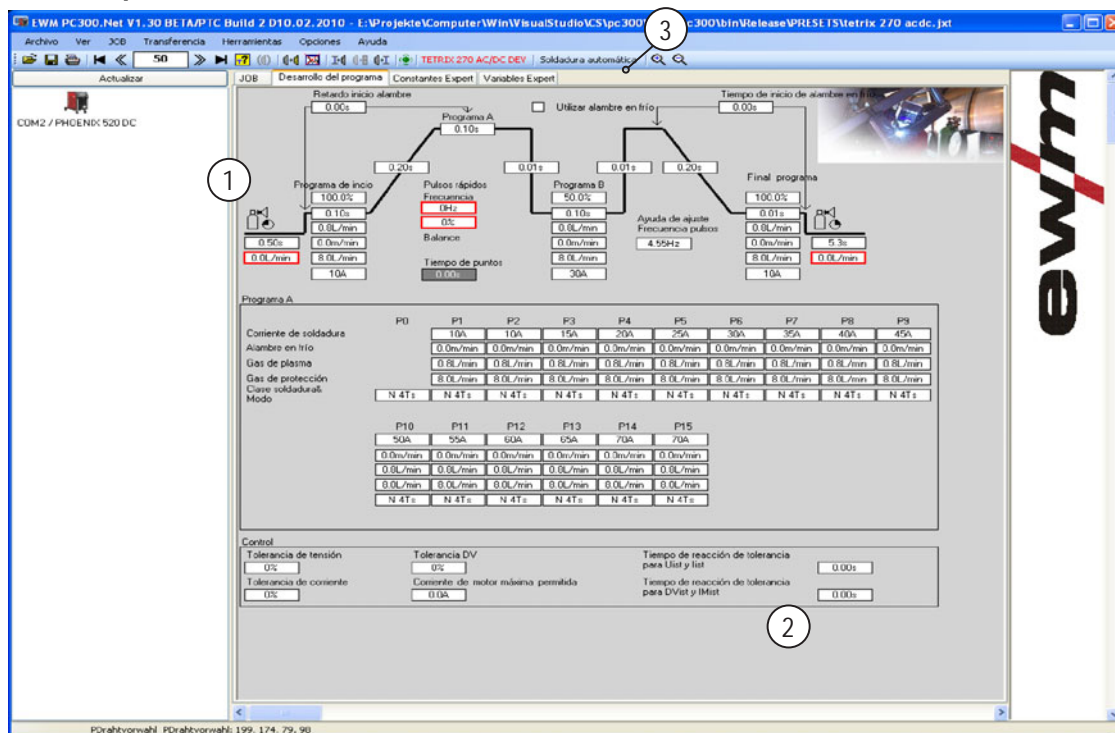 EWM PC300.Net V1.30 BETA/PTC Build 2 D10.02.2010 - E:\Projekte\Computer\Win\VisualStudio\CS\pc300\ c300\bin\Release\PRESETS\tetrix 270 acdc.jxt
3
Archivo Ver JOB Transferencia Herramientas Opciones Ayuda
50 TETRIX 270 AC/DC DEV Soldadura automática
Actualizar
JOB Desarrollo del programa Constantes Expert Variables Expert
COM2 / PHOENIX 520 DC
ewm
Retardo inicio alambre
0.00s
Utilizar alambre en frío
Tiempo de inicio de alambre en frío
0.00s
Programa A
0.10s
0.20s 0.01s 0.01s 0.20s
1
Programa de incio Pulsos rápidos Programa B Final programa
100.0% Frecuencia 50.0% 100.0%
0.10s 0Hz 0.10s 0.01s
0.8L/min 0% 0.8L/min Ayuda de ajuste 0.8L/min
Frecuencia pulsos
0.50s 0.0m/min Balance 0.0m/min 4.55Hz 0.0m/min 5.3s
0.0L/min 8.0L/min 8.0L/min 8.0L/min 0.0L/min
Tiempo de puntos
10A 0.00s 30A 10A
Programa A
P0 P1 P2 P3 P4 P5 P6 P7 P8 P9
Corriente de soldadura 10A 10A 15A 20A 25A 30A 35A 40A 45A
Alambre en frío 0.0m/min 0.0m/min 0.0m/min 0.0m/min 0.0m/min 0.0m/min 0.0m/min 0.0m/min 0.0m/min
Gas de plasma 0.8L/min 0.8L/min 0.8L/min 0.8L/min 0.8L/min 0.8L/min 0.8L/min 0.8L/min 0.8L/min
Gas de protección 8.0L/min 8.0L/min 8.0L/min 8.0L/min 8.0L/min 8.0L/min 8.0L/min 8.0L/min 8.0L/min
Clase soldadura&
Modo N 4Ts N 4Ts N 4Ts N 4Ts N 4Ts N 4Ts N 4Ts N 4Ts N 4Ts N 4Ts
P10 P11 P12 P13 P14 P15
50A 55A 60A 65A 70A 70A
0.0m/min 0.0m/min 0.0m/min 0.0m/min 0.0m/min 0.0m/min
0.8L/min 0.8L/min 0.8L/min 0.8L/min 0.8L/min 0.8L/min
8.0L/min 8.0L/min 8.0L/min 8.0L/min 8.0L/min 8.0L/min
N 4Ts N 4Ts N 4Ts N 4Ts N 4Ts N 4Ts
Control
Tolerancia de tensión Tolerancia DV Tiempo de reacción de tolerancia
0% 0% para Uist y Iist 0.00s
Tolerancia de corriente Corriente de motor máxima permitida Tiempo de reacción de tolerancia
0% 0.0A para DVist y IMist 0.00s
2
PDrahtvorwahl PDrahtvorwahl: 199, 174, 79, 98